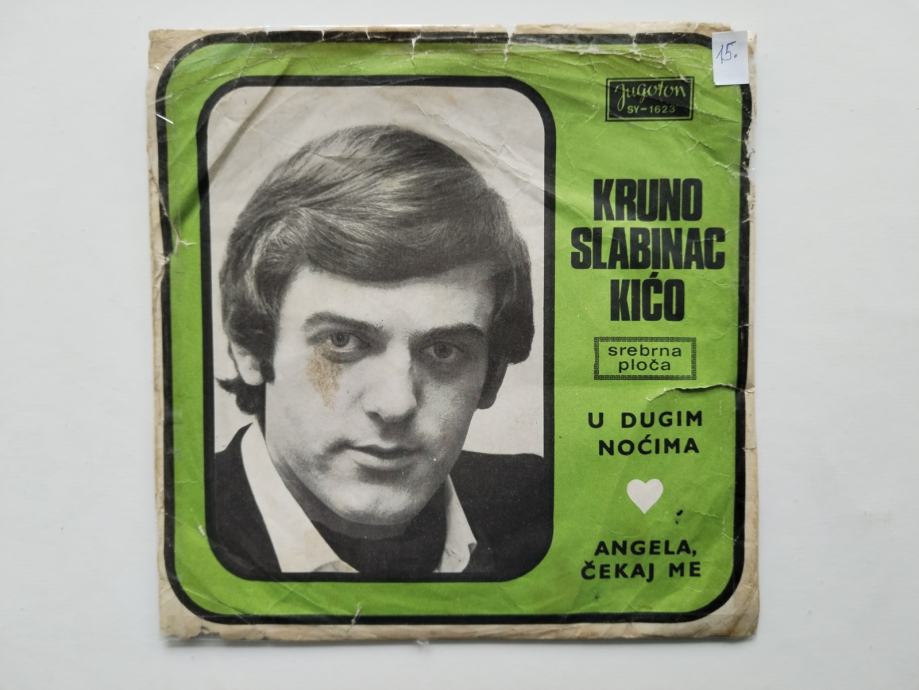 15.
Jugoton
SY-1623
KRUNO
SLABINAC
KIĆO
srebrna
ploča
U DUGIM
NOĆIMA
ANGELA,
ČEKAJ ME